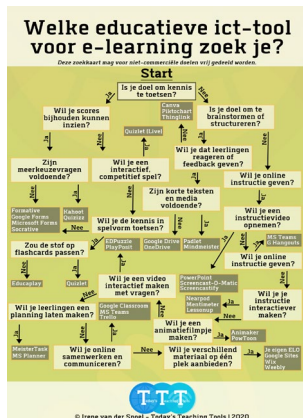 Welke educatieve ict-tool
voor e-learning zoek je?
Deze zoekkaart mag voor niet-commerciële doelen vrij gedeeld worden.
Start
Is je doel om kennis
te toetsen?
Ja
Nee
Wil je scores
bijhouden kunnen
inzien?
Canva
Piktochart
Thinglink
Is je doel om te
brainstormen of
structureren?
Ja
Nee
Quizlet (Live)
Wil je dat leerlingen
reageren of
feedback geven?
Zijn
meerkeuzevragen
voldoende?
Wil je een
interactief,
competitief spel?
Wil je online
instructie geven?
Zijn korte teksten
en media
voldoende?
Wil je een
instructievideo
opnemen?
Formative
Google Forms
Microsoft Forms
Socrative
Kahoot
Quizizz
Wil je de kennis in
spelvorm toetsen?
MS Teams
G Hangouts
Zou de stof op
flashcards passen?
EDPuzzle
PlayPosit
Google Drive
OneDrive
Padlet
Mindmeister
Wil je online
instructie geven?
Educaplay
Quizlet
Wil je een video
interactief maken
met vragen?
PowerPoint
Screencast-O-Matic
Screencastify
Wil je leerlingen een
planning laten maken?
Google Classroom
MS Teams
Trello
Nearpod
Mentimeter
Lessonup
Wil je de
instructie
interactiever
maken?
Wil je een
animatiefilmpje
maken?
Animaker
PowToon
MeisterTask
MS Planner
Wil je online
samenwerken en
communiceren?
Nee
Wil je verschillend
materiaal op één
plek aanbieden?
Ja
Je eigen ELO
Google Sites
Wix
Weebly
TTT
© Irene van der Spoel - Today's Teaching Tools | 2020